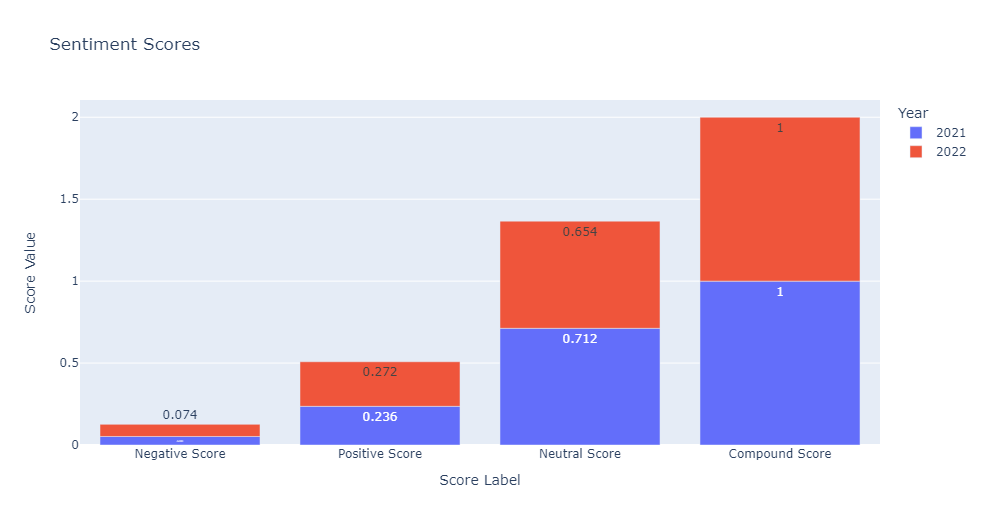 Sentiment Scores
Year
2021
2022
2
1.5
1
0.5
0
Score Value
0.074
0.272
0.236
0.654
0.712
1
1
Negative Score
Positive Score
Neutral Score
Compound Score
Score Label